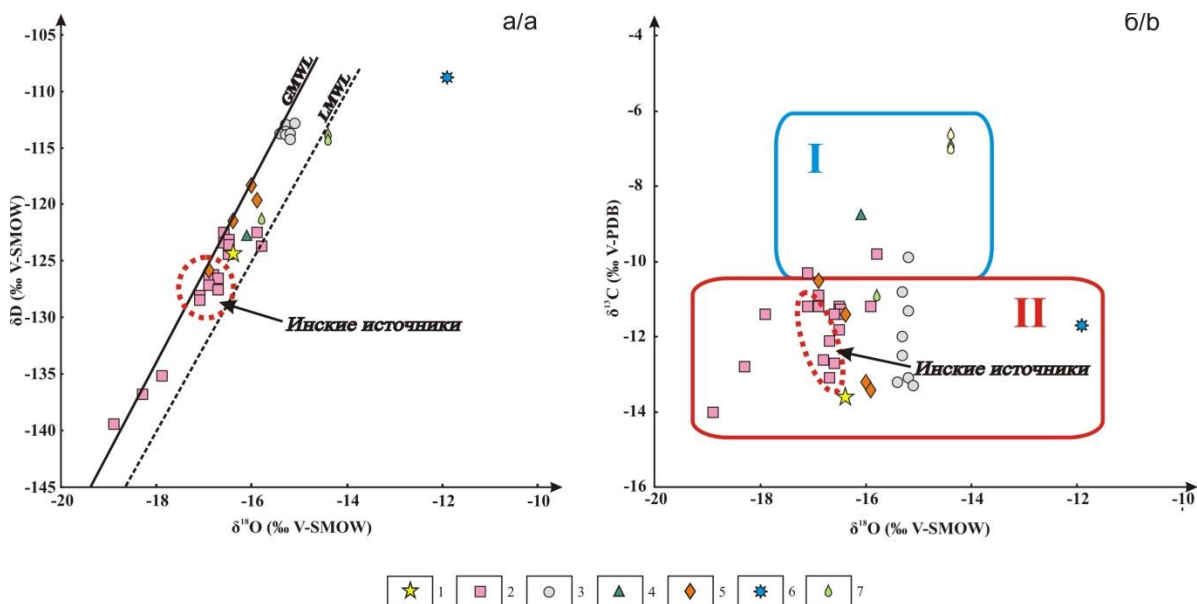 а/a
-105
-110
-115
-120
-125
-130
-135
-140
-145
δD (‰ V-SMOW)
GMWL
LMWL
Инские источники
-20
-18
-16
-14
-12
-10
δ¹⁸O (‰ V-SMOW)
б/b
-4
-6
-8
-10
-12
-14
-16
δ¹³C (‰ V-PDB)
I
II
Инские источники
-20
-18
-16
-14
-12
-10
δ¹⁸O (‰ V-SMOW)
1 2 3 4 5 6 7